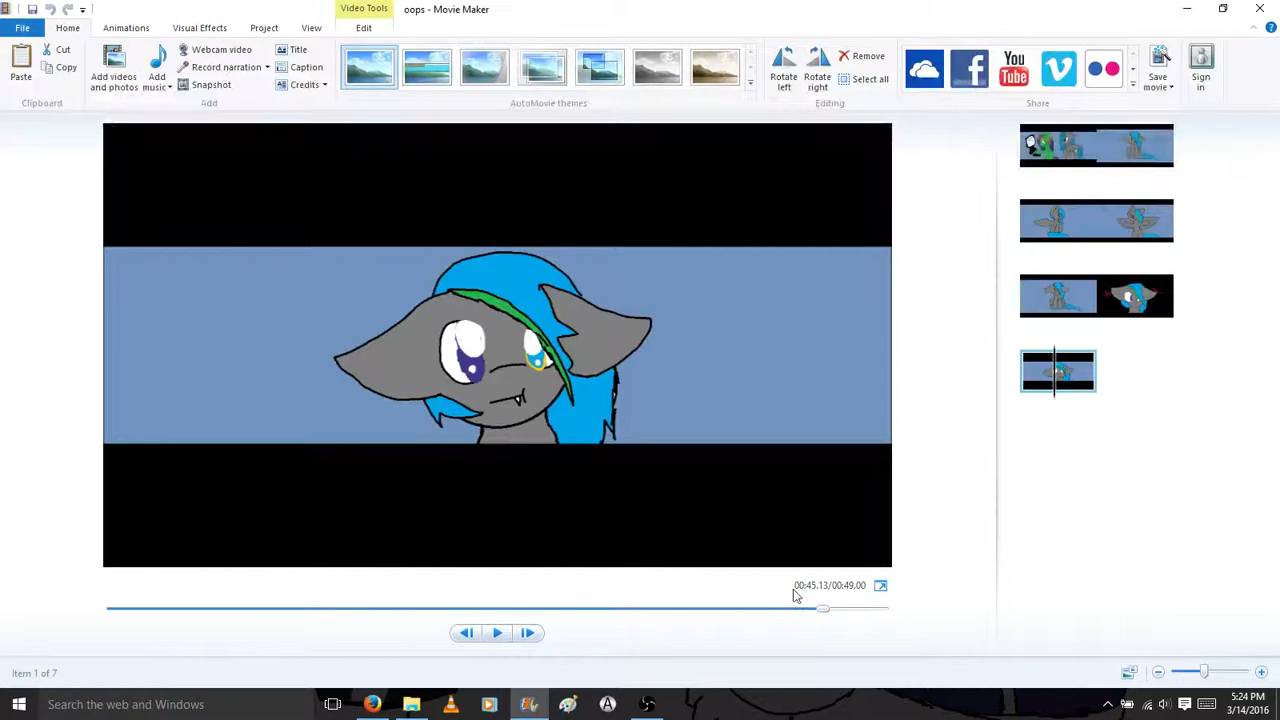 Video Tools
oops - Movie Maker
File
Home
Animations
Visual Effects
Project
View
Edit
Paste
Cut
Copy
Clipboard
Add videos
and photos
Add
music
Webcam video
Record narration
Snapshot
Title
Caption
Credits
Add
AutoMovie themes
Rotate
left
Rotate
right
Remove
Select all
Editing
You
Tube
Share
Save
movie
Sign
in
00:45.13/00:49.00
Item 1 of 7
Search the web and Windows
5:24 PM
3/14/2016